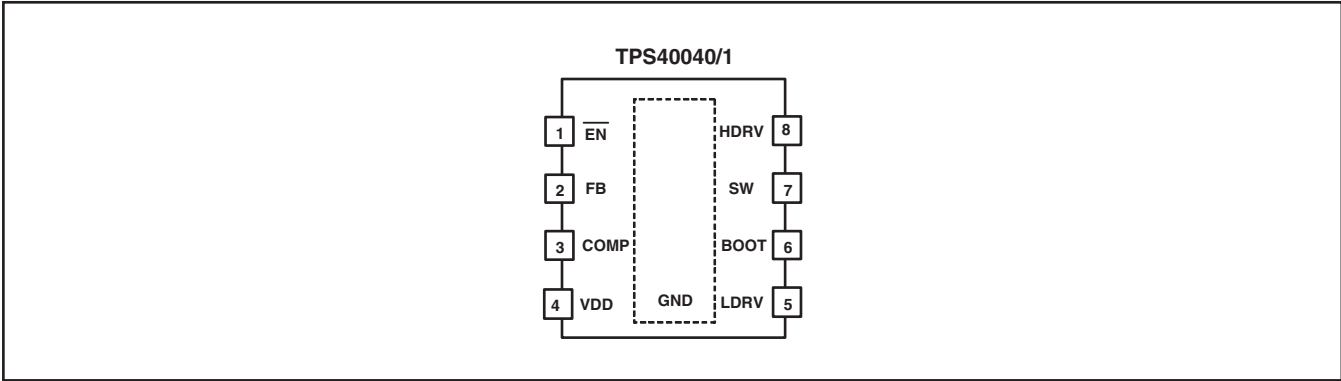 TPS40040/1
1 EN HDRV 8
2 FB SW 7
3 COMP BOOT 6
4 VDD GND LDRV 5